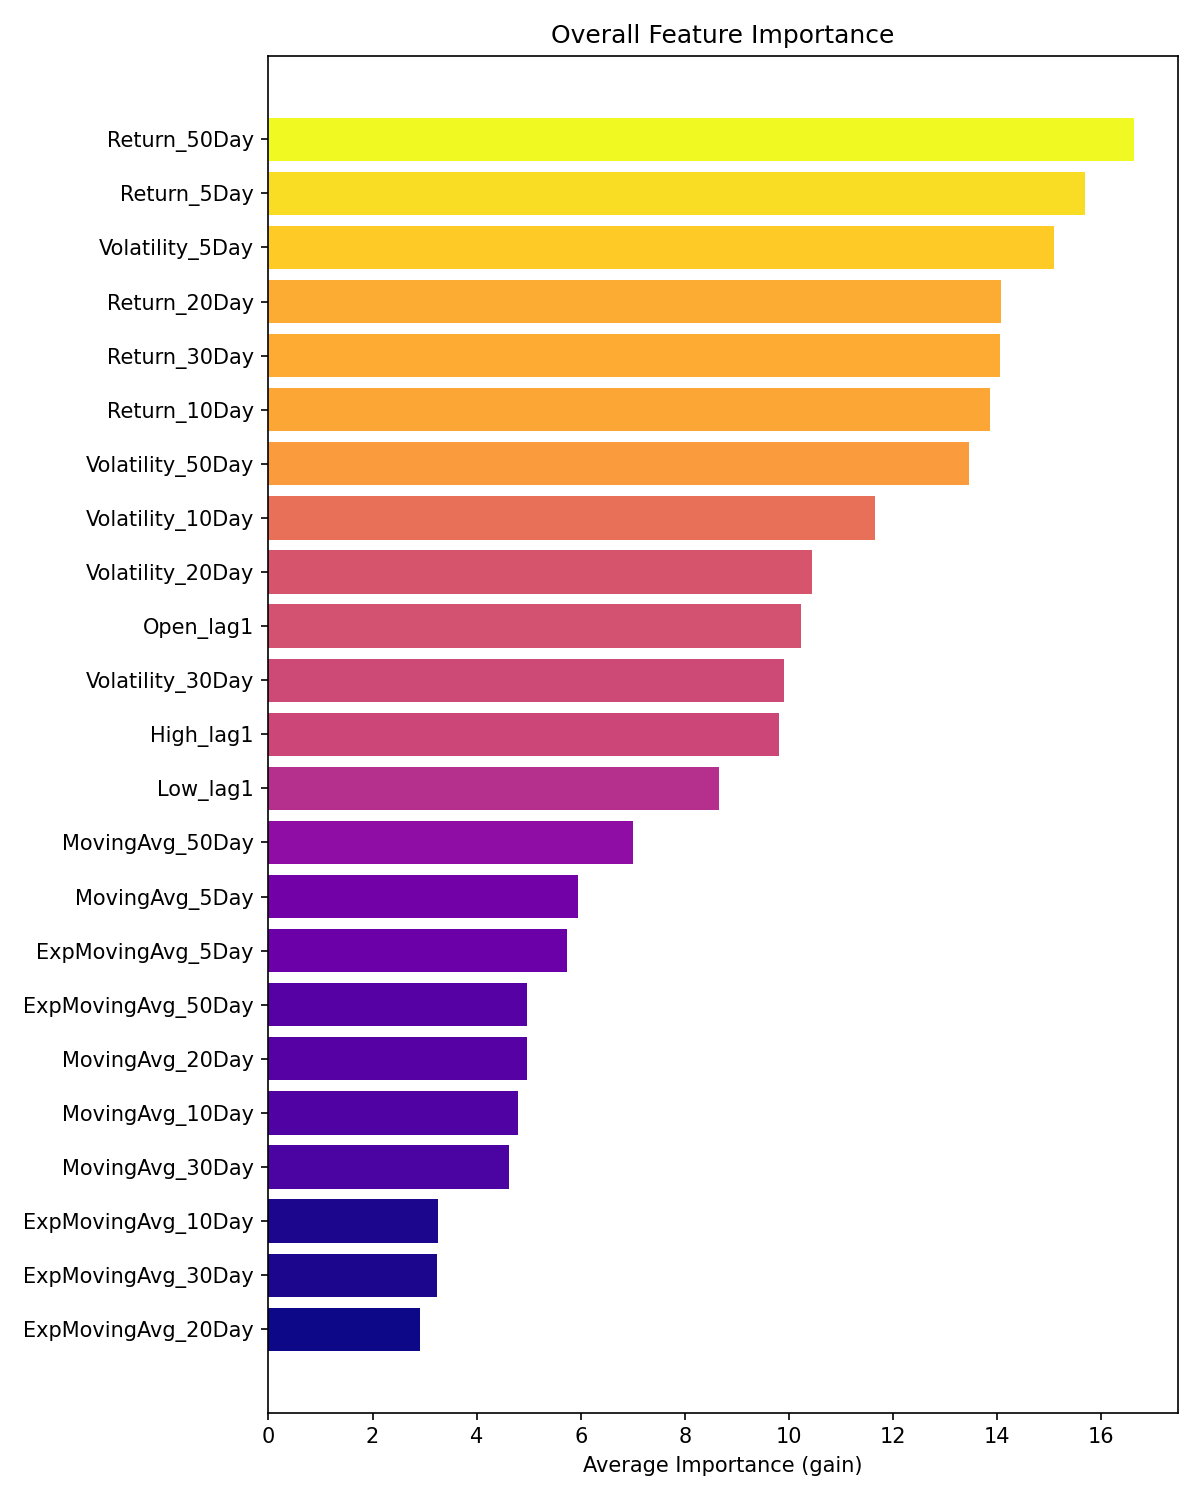 Overall Feature Importance
Return_50Day
Return_5Day
Volatility_5Day
Return_20Day
Return_30Day
Return_10Day
Volatility_50Day
Volatility_10Day
Volatility_20Day
Open_lag1
Volatility_30Day
High_lag1
Low_lag1
MovingAvg_50Day
MovingAvg_5Day
ExpMovingAvg_5Day
ExpMovingAvg_50Day
MovingAvg_20Day
MovingAvg_10Day
MovingAvg_30Day
ExpMovingAvg_10Day
ExpMovingAvg_30Day
ExpMovingAvg_20Day
0 2 4 6 8 10 12 14 16
Average Importance (gain)